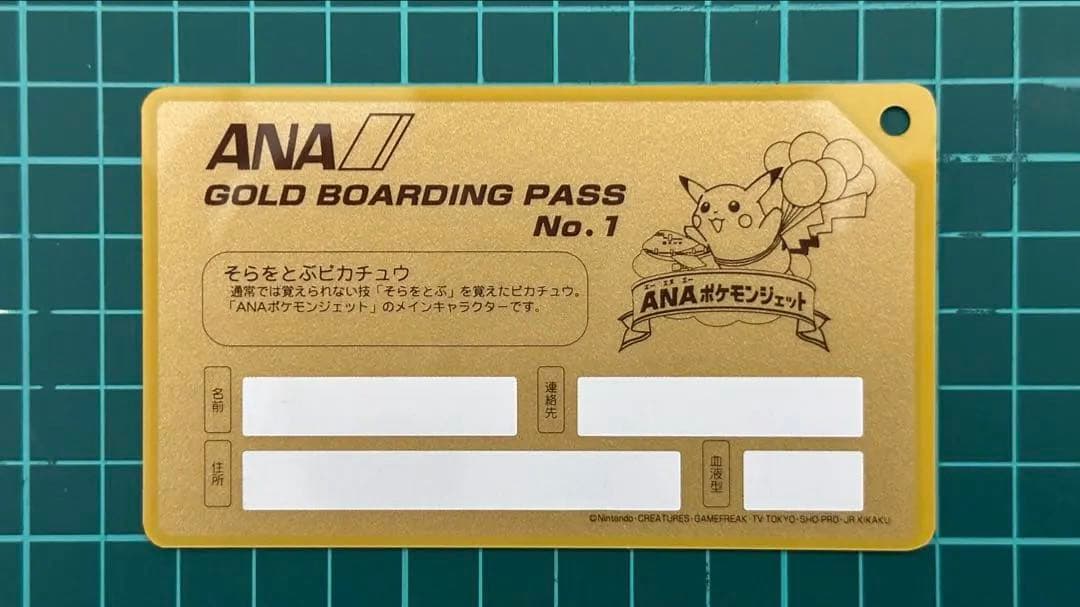 ANA
GOLD BOARDING PASS
No.1
そらをとぶピカチュウ
通常では覚えられない技「そらをとぶ」を覚えたピカチュウ。
「ANAポケモンジェット」のメインキャラクターです。
エー エヌ エー
ANAポケモンジェット
名前
連絡先
住所
血液型
©Nintendo・CREATURES・GAMEFREAK・TV TOKYO・SHO-PRO・JR KIKAKU